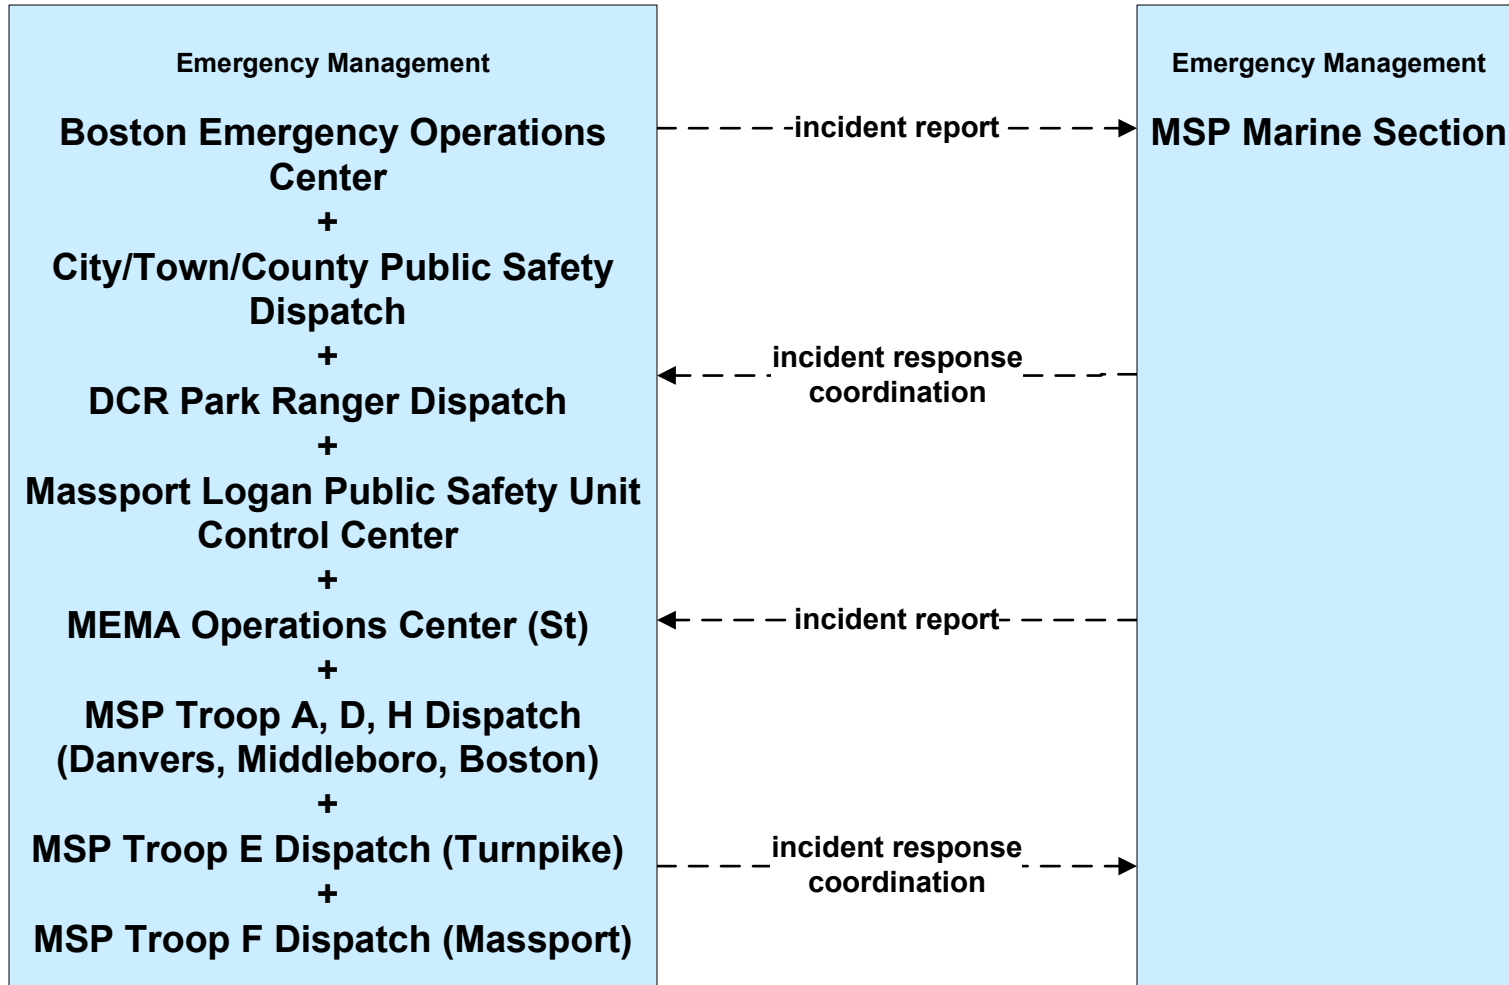 Emergency Management
Boston Emergency Operations
Center
+
City/Town/County Public Safety
Dispatch
+
DCR Park Ranger Dispatch
+
Massport Logan Public Safety Unit
Control Center
+
MEMA Operations Center (St)
+
MSP Troop A, D, H Dispatch
(Danvers, Middleboro, Boston)
+
MSP Troop E Dispatch (Turnpike)
+
MSP Troop F Dispatch (Massport)
incident report
incident response
coordination
incident report
incident response
coordination
Emergency Management
MSP Marine Section